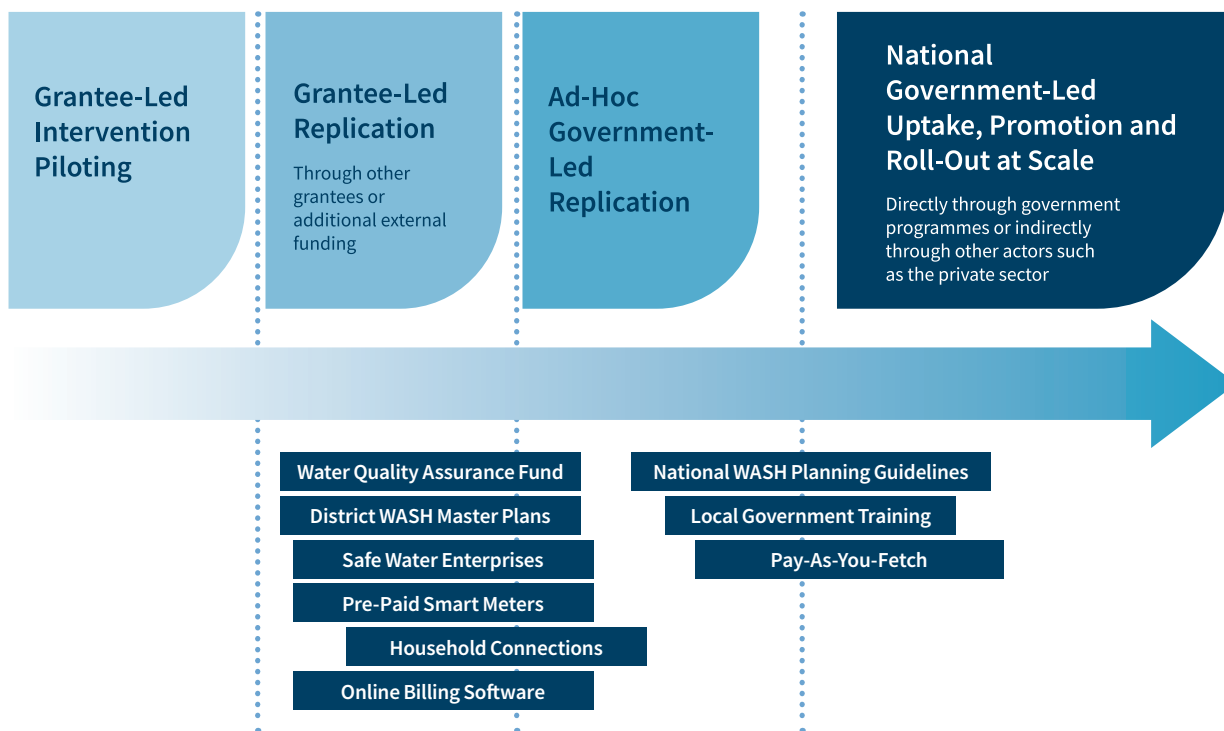 Grantee-Led
Intervention
Piloting
Grantee-Led
Replication
Through other
grantees or
additional external
funding
Ad-Hoc
Government-
Led
Replication
National
Government-Led
Uptake, Promotion and
Roll-Out at Scale
Directly through government
programmes or indirectly
through other actors such
as the private sector
Water Quality Assurance Fund
District WASH Master Plans
Safe Water Enterprises
Pre-Paid Smart Meters
Household Connections
Online Billing Software
National WASH Planning Guidelines
Local Government Training
Pay-As-You-Fetch